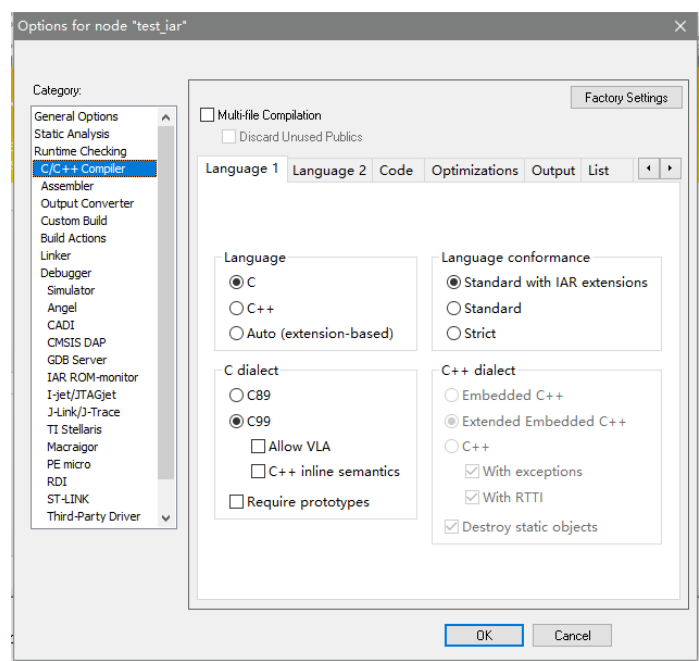 Options for node "test_iar"
Category:
General Options
Static Analysis
Runtime Checking
C/C++ Compiler
Assembler
Output Converter
Custom Build
Build Actions
Linker
Debugger
Simulator
Angel
CADI
CMSIS DAP
GDB Server
IAR ROM-monitor
I-jet/JTAGjet
J-Link/J-Trace
TI Stellaris
Macraigor
PE micro
RDI
ST-LINK
Third-Party Driver
Factory Settings
Multi-file Compilation
Discard Unused Publics
Language 1 Language 2 Code Optimizations Output List
Language
C
C++
Auto (extension-based)
Language conformance
Standard with IAR extensions
Standard
Strict
C dialect
C89
C99
Allow VLA
C++ inline semantics
Require prototypes
C++ dialect
Embedded C++
Extended Embedded C++
C++
With exceptions
With RTTI
Destroy static objects
OK Cancel